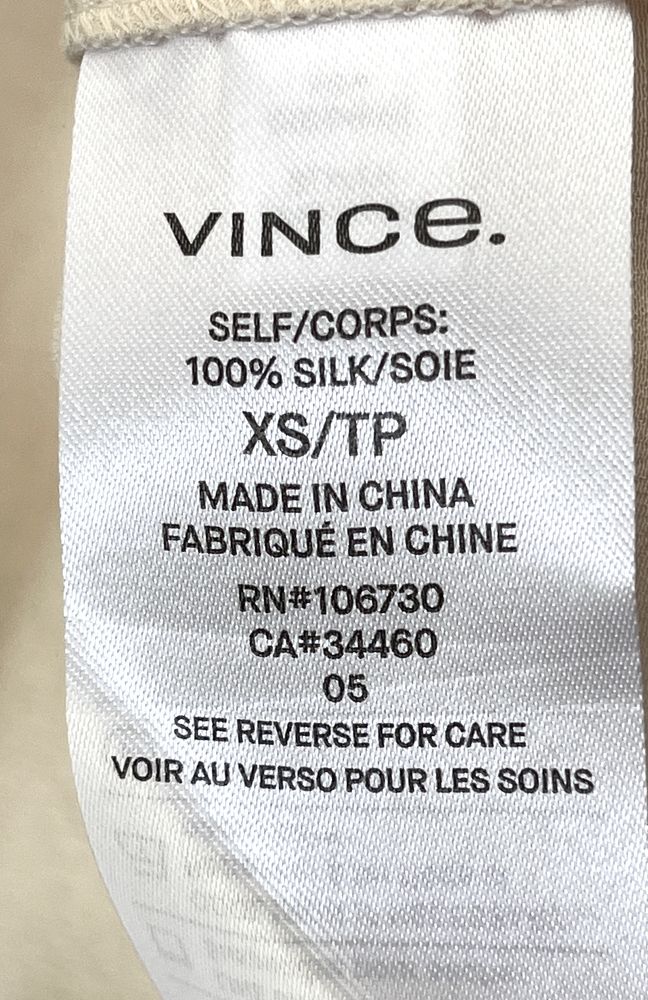 VINCe.
SELF/CORPS:
100% SILK/SOIE
XS/TP
MADE IN CHINA
FABRIQUÉ EN CHINE
RN#106730
CA#34460
05
SEE REVERSE FOR CARE
VOIR AU VERSO POUR LES SOINS